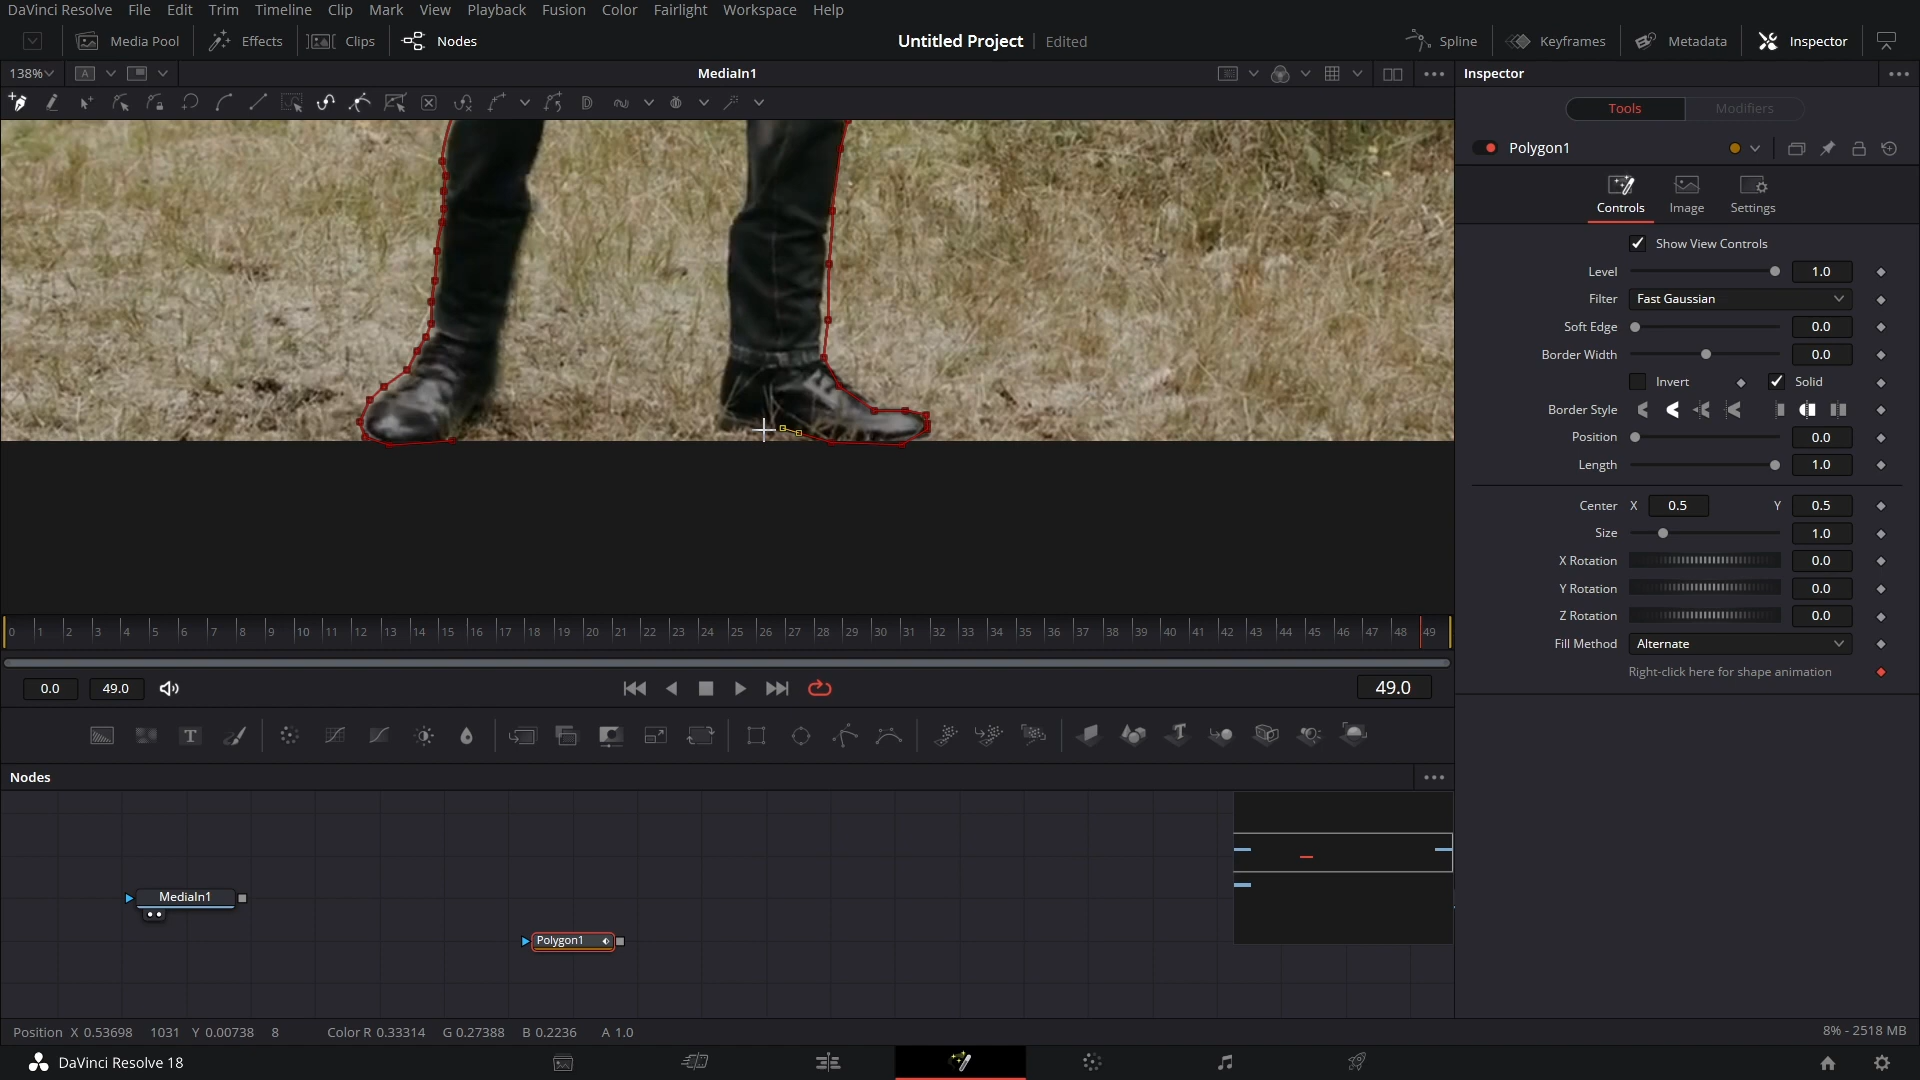 DaVinci Resolve File Edit Trim Timeline Clip Mark View Playback Fusion Color Fairlight Workspace Help
Media Pool Effects Clips Nodes Untitled Project Edited Spline Keyframes Metadata Inspector
138% A MediaIn1 Inspector
Tools Modifiers
Polygon1
Controls Image Settings
Show View Controls
Level 1.0
Filter Fast Gaussian
Soft Edge 0.0
Border Width 0.0
Invert Solid
Border Style
Position 0.0
Length 1.0
Center X 0.5 Y 0.5
Size 1.0
X Rotation 0.0
Y Rotation 0.0
Z Rotation 0.0
Fill Method Alternate
Right-click here for shape animation
0 1 2 3 4 5 6 7 8 9 10 11 12 13 14 15 16 17 18 19 20 21 22 23 24 25 26 27 28 29 30 31 32 33 34 35 36 37 38 39 40 41 42 43 44 45 46 47 48 49
0.0 49.0 49.0
T T
Nodes
MediaIn1
Polygon1
Position X 0.53698 1031 Y 0.00738 8 Color R 0.33314 G 0.27388 B 0.2236 A 1.0 8% - 2518 MB
DaVinci Resolve 18